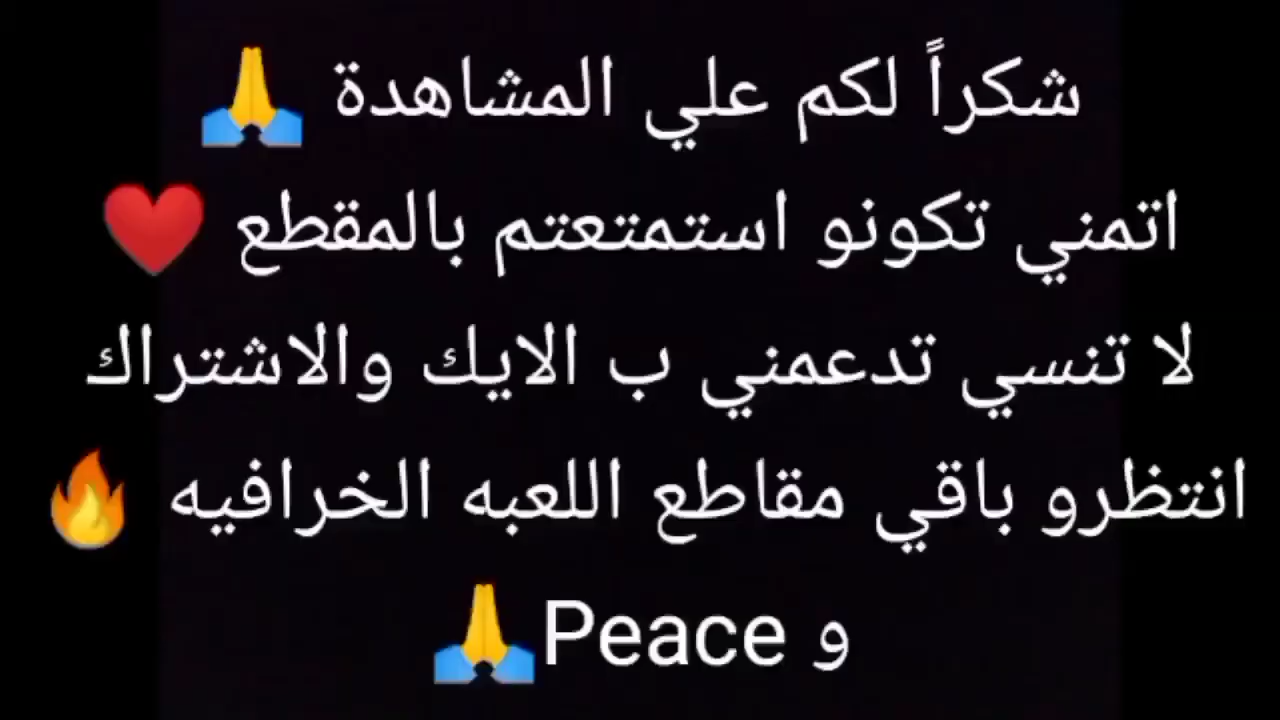 شكراً لكم علي المشاهدة 🙏
اتمني تكونو استمتعتم بالمقطع ❤️
لا تنسي تدعمني ب الايك والاشتراك
انتظرو باقي مقاطع اللعبه الخرافيه 🔥
و Peace🙏